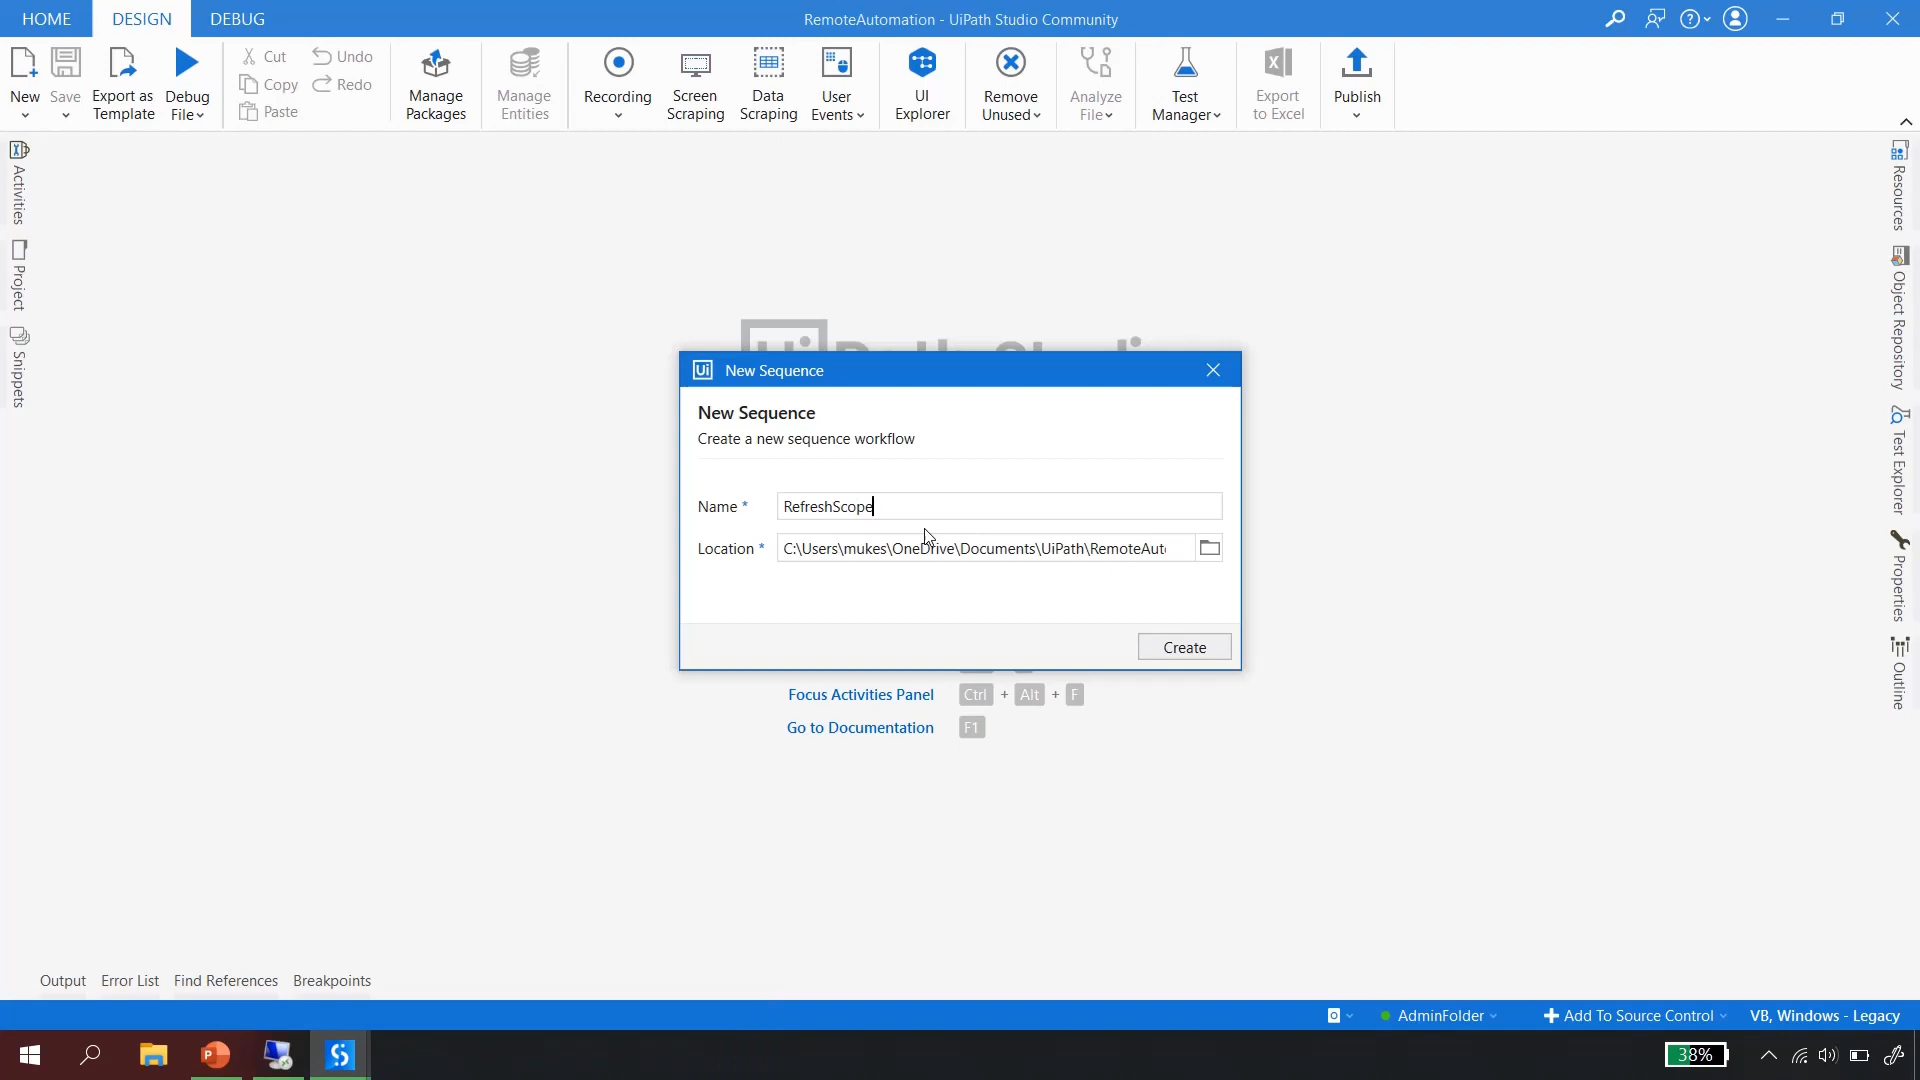 HOME DESIGN DEBUG RemoteAutomation - UiPath Studio Community
New Save Export as Template Debug File
Cut Undo
Copy Redo
Paste
Manage Packages
Manage Entities
Recording
Screen Scraping
Data Scraping
User Events
UI Explorer
Remove Unused
Analyze File
Test Manager
Export to Excel
Publish
Activities
Project
Snippets
Resources
Object Repository
Test Explorer
Properties
Outline
Ui New Sequence
New Sequence
Create a new sequence workflow
Name * RefreshScope
Location * C:\Users\mukes\OneDrive\Documents\UiPath\RemoteAut
Create
Focus Activities Panel Ctrl + Alt + F
Go to Documentation F1
Output Error List Find References Breakpoints
AdminFolder Add To Source Control VB, Windows - Legacy
38%